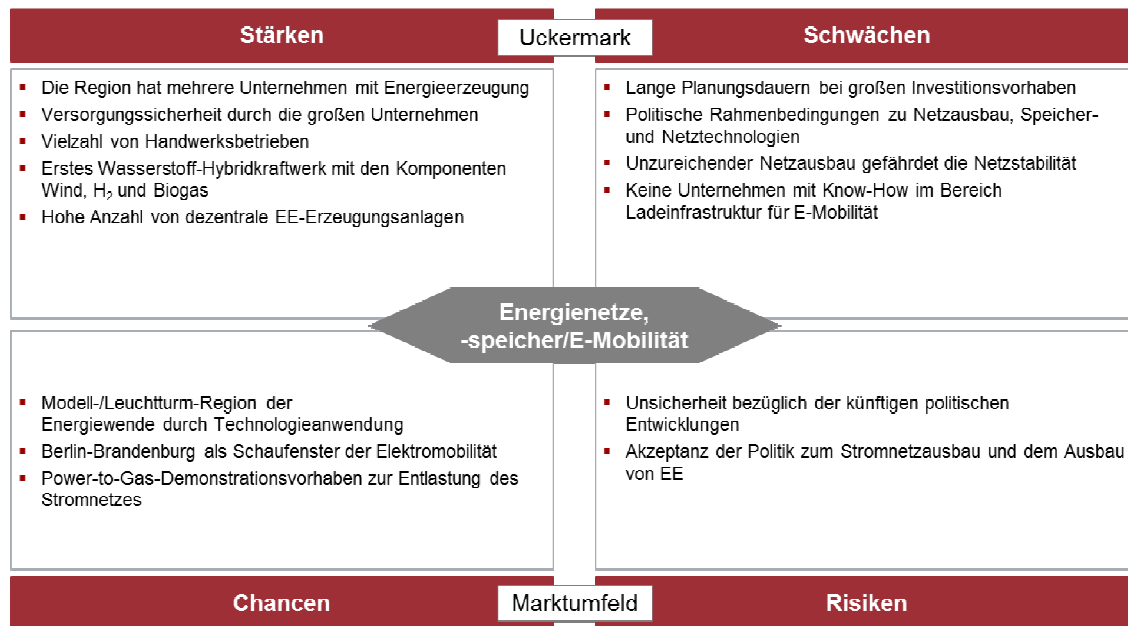 Stärken
Uckermark
Schwächen
▪ Die Region hat mehrere Unternehmen mit Energieerzeugung
▪ Versorgungssicherheit durch die großen Unternehmen
▪ Vielzahl von Handwerksbetrieben
▪ Erstes Wasserstoff-Hybridkraftwerk mit den Komponenten
Wind, H₂ und Biogas
▪ Hohe Anzahl von dezentrale EE-Erzeugungsanlagen
▪ Lange Planungsdauern bei großen Investitionsvorhaben
▪ Politische Rahmenbedingungen zu Netzausbau, Speicher-
und Netztechnologien
▪ Unzureichender Netzausbau gefährdet die Netzstabilität
▪ Keine Unternehmen mit Know-How im Bereich
Ladeinfrastruktur für E-Mobilität
Energienetze,
-speicher/E-Mobilität
▪ Modell-/Leuchtturm-Region der
Energiewende durch Technologieanwendung
▪ Berlin-Brandenburg als Schaufenster der Elektromobilität
▪ Power-to-Gas-Demonstrationsvorhaben zur Entlastung des
Stromnetzes
▪ Unsicherheit bezüglich der künftigen politischen
Entwicklungen
▪ Akzeptanz der Politik zum Stromnetzausbau und dem Ausbau
von EE
Chancen
Marktumfeld
Risiken